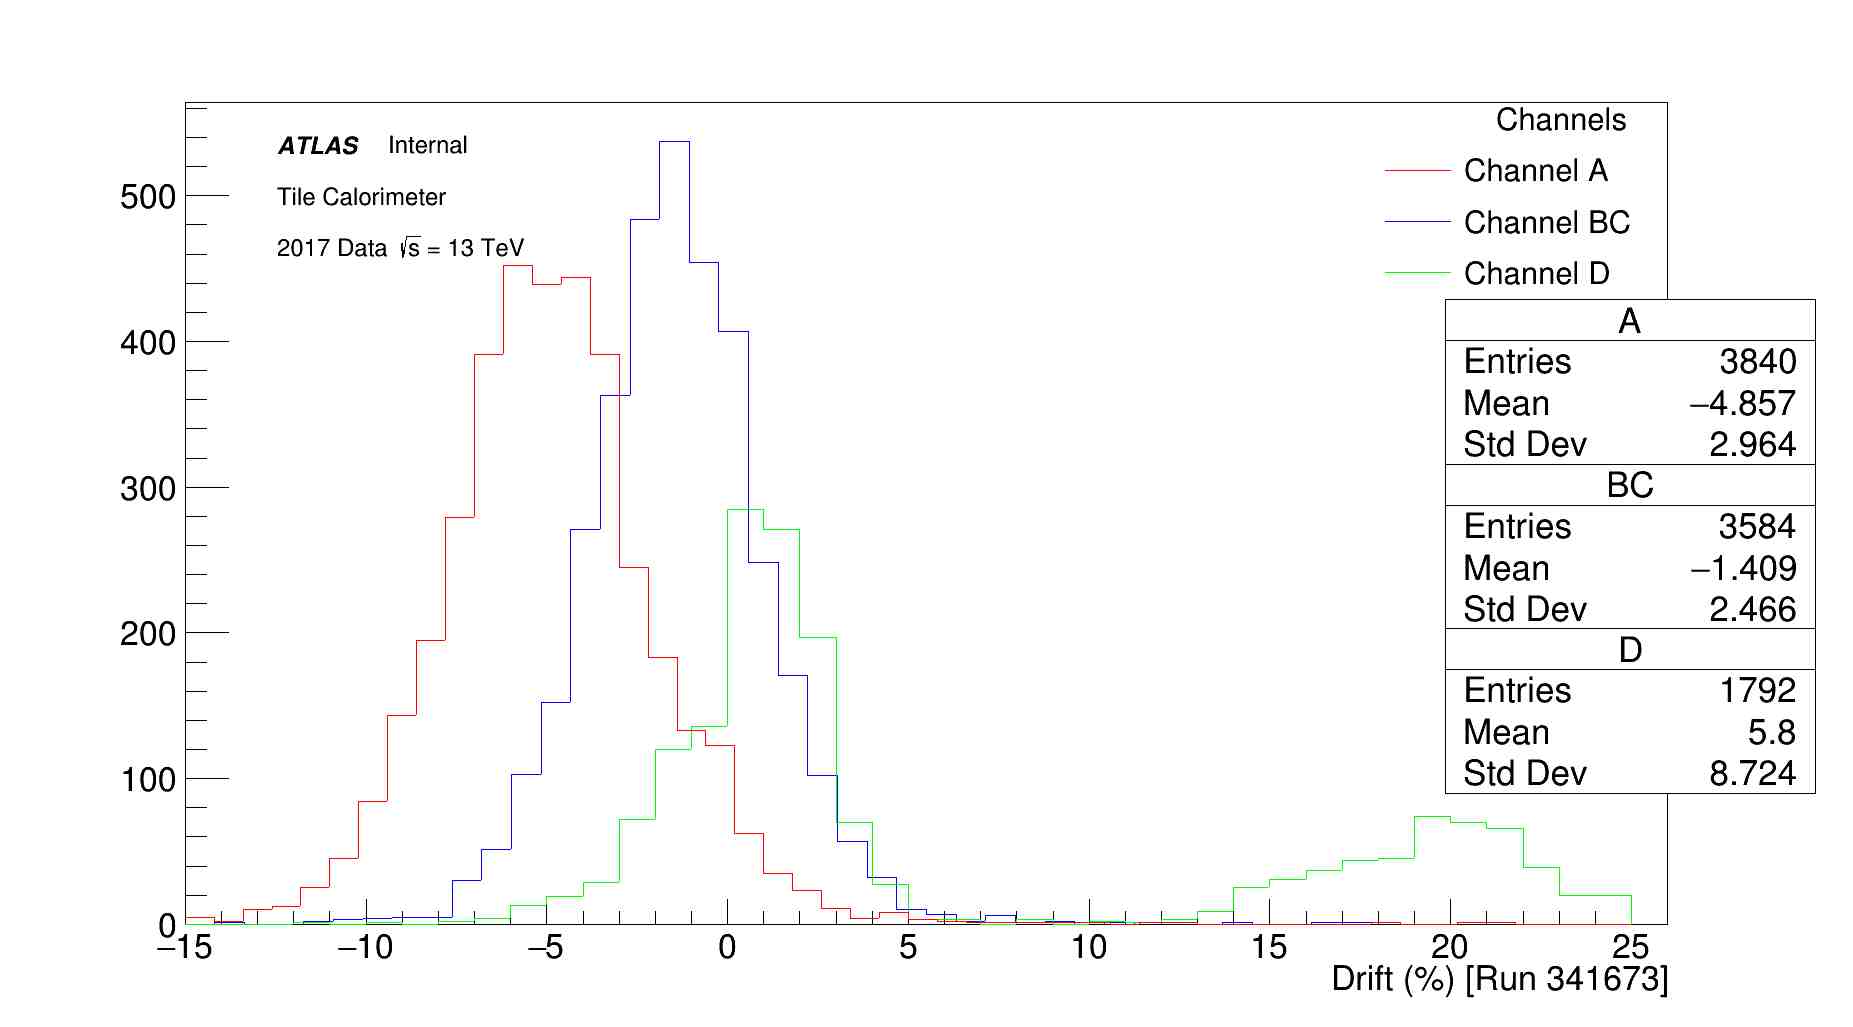 ATLAS Internal
Tile Calorimeter
2017 Data √s = 13 TeV
Channels
Channel A
Channel BC
Channel D
A
Entries 3840
Mean −4.857
Std Dev 2.964
BC
Entries 3584
Mean −1.409
Std Dev 2.466
D
Entries 1792
Mean 5.8
Std Dev 8.724
500
400
300
200
100
0
−15 −10 −5 0 5 10 15 20 25
Drift (%) [Run 341673]